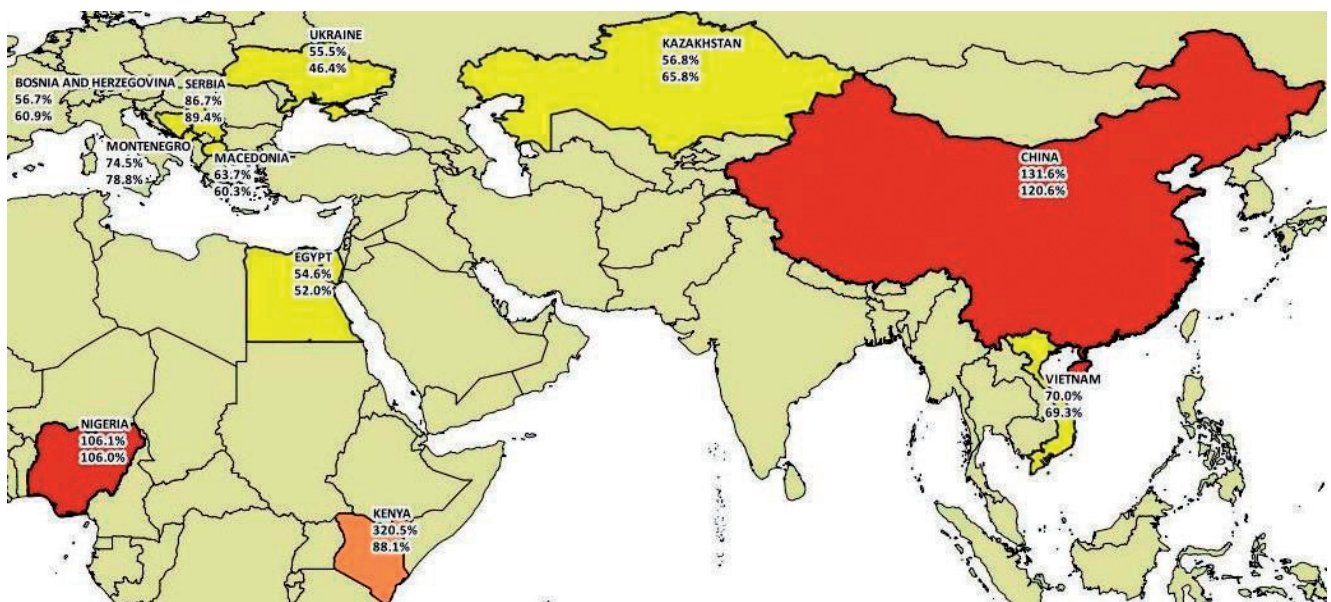 UKRAINE
55.5%
46.4%
KAZAKHSTAN
56.8%
65.8%
BOSNIA AND HERZEGOVINA
56.7%
60.9%
SERBIA
86.7%
89.4%
MONTENEGRO
74.5%
78.8%
MACEDONIA
63.7%
60.3%
CHINA
131.6%
120.6%
EGYPT
54.6%
52.0%
VIETNAM
70.0%
69.3%
NIGERIA
106.1%
106.0%
KENYA
320.5%
88.1%